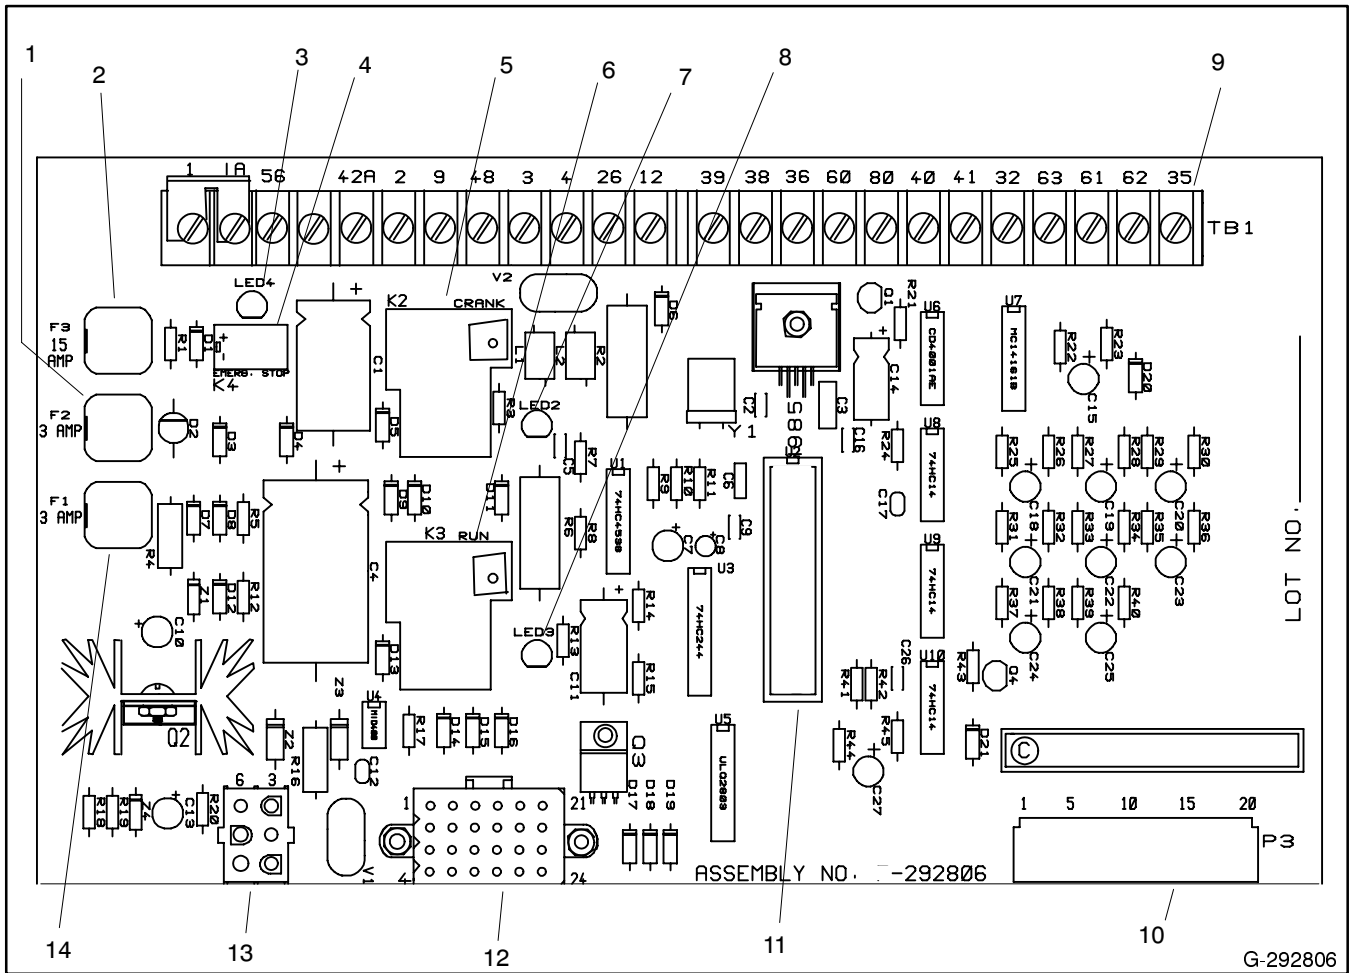 1 2 3 4 5 6 7 8 9
1 1A 56 42A 2 9 48 3 4 26 12 39 38 36 60 80 40 41 32 63 61 62 35
TB1
LED4
V2
K2 CRANK
D6
Q1
R21
U6
U7
F3
15
AMP
R1
D1
+
-
EMERG. STOP
K4
+
C1
L1
L2
R2
CD4001AE
MC14161B
R22
R23
D20
+
C14
+
C15
F2
3 AMP
D2
D3
D4
D5
R3
LED2
C5
R7
Y1
C2
C3
C16
R24
U8
74HC14
R25
R26
R27
R28
R29
R30
F1
3 AMP
R4
D7
D8
R5
+
C4
D9
D10
D11
K3 RUN
R6
R8
U1
74HC4538
R9
R10
R11
C6
C9
+
C7
+
C8
U2
C17
+
C18
+
C19
+
C20
R31
R32
R33
R34
R35
R36
U9
74HC14
+
C21
+
C22
+
C23
Z1
D12
R12
+
C10
D13
LED3
R13
+
C11
R14
R15
U3
74HC244
R37
R38
R39
R40
+
C24
+
C25
LOT NO.
Q2
Z2
R16
Z3
U4
C12
R17
D14
D15
D16
Q3
U5
ULQ2803
R41
R42
C26
U10
74HC14
R43
Q4
R44
R45
+
C27
D21
C
R18
R19
Z4
+
C13
R20
6 3
V1
1 21
4 24
D17
D18
D19
ASSEMBLY NO. -292806
1 5 10 15 20
P3
14 13 12 11 10
G-292806